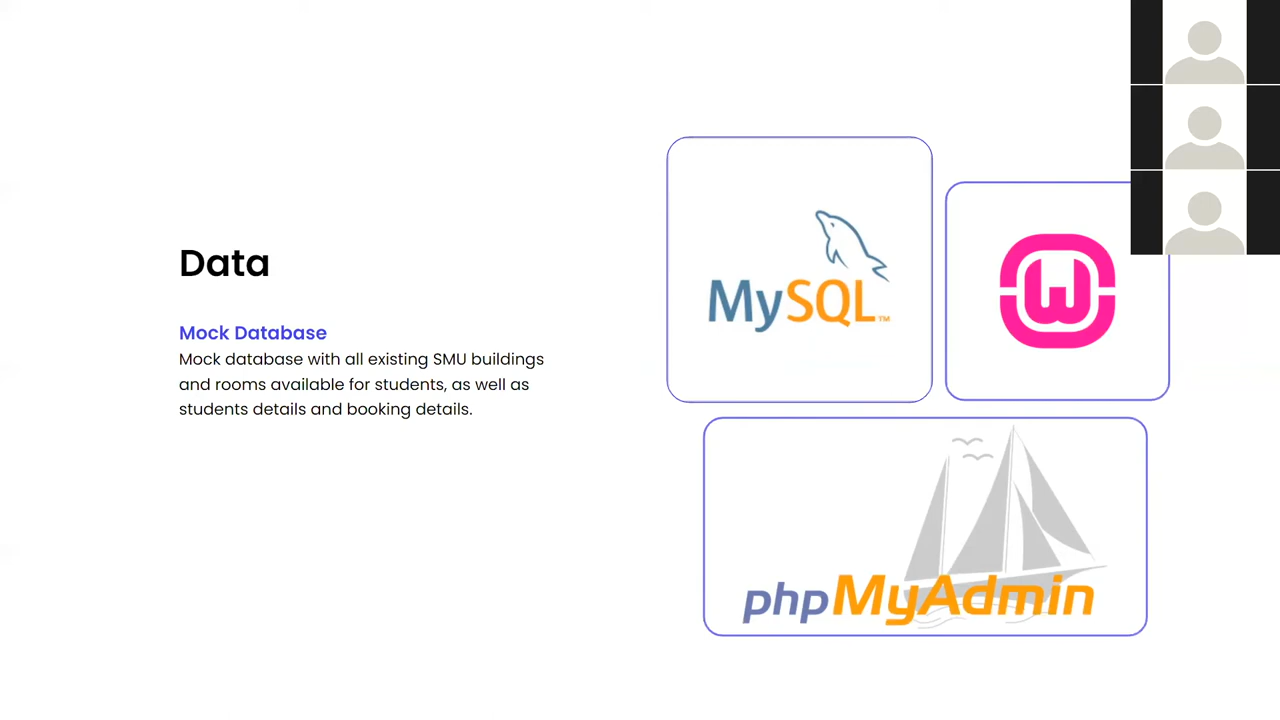 Data
Mock Database
Mock database with all existing SMU buildings
and rooms available for students, as well as
students details and booking details.
MySQL™
W
phpMyAdmin